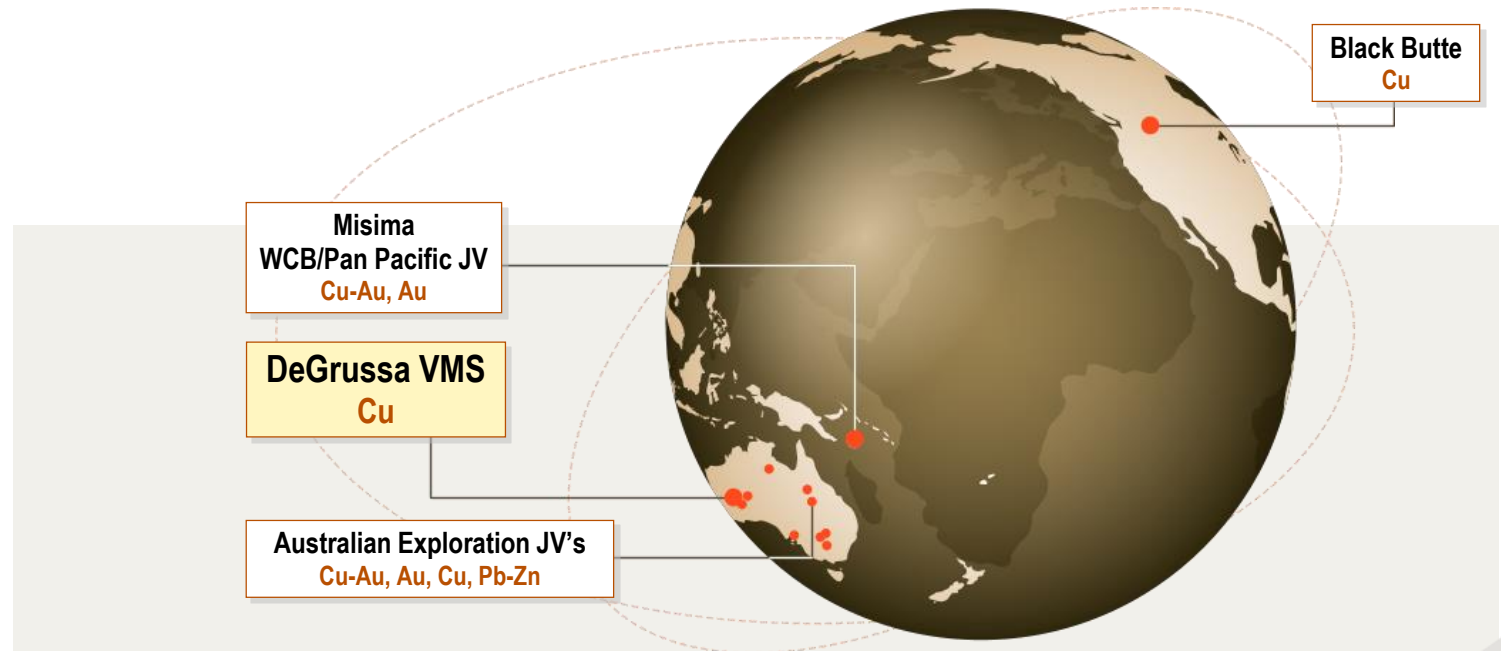 Black Butte
Cu
Misima
WCB/Pan Pacific JV
Cu-Au, Au
DeGrussa VMS
Cu
Australian Exploration JV's
Cu-Au, Au, Cu, Pb-Zn